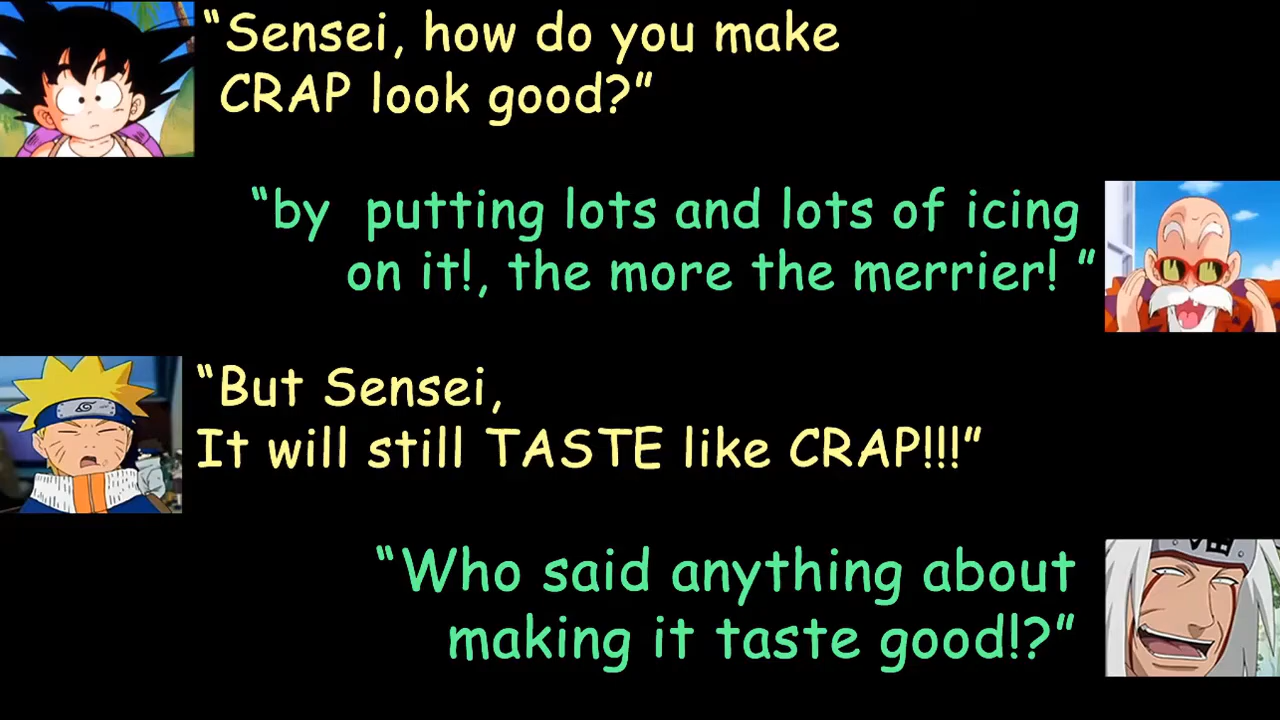 “Sensei, how do you make
CRAP look good?”
“by putting lots and lots of icing
on it!, the more the merrier! ”
“But Sensei,
It will still TASTE like CRAP!!!”
“Who said anything about
making it taste good!?”